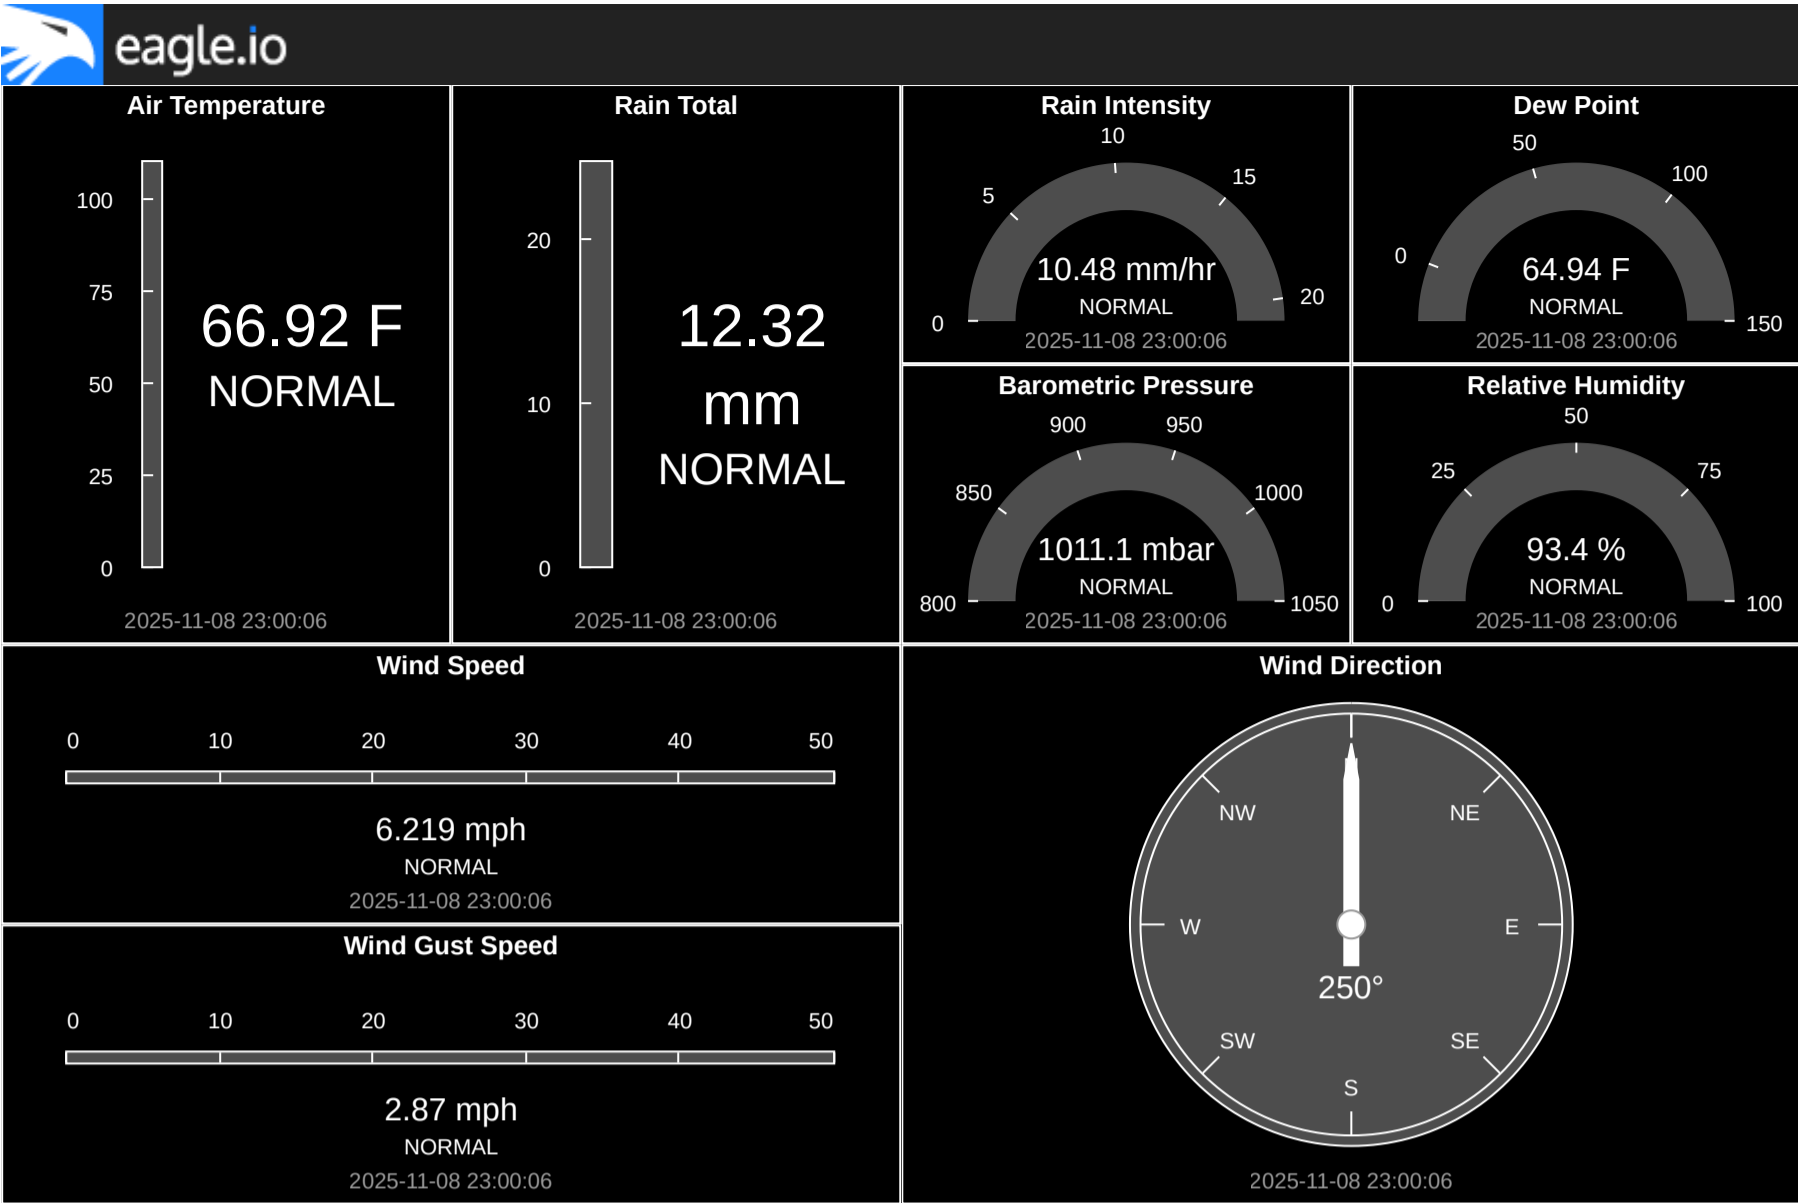 eagle.io
Air Temperature
100
75
50
25
0
66.92 F
NORMAL
2025-11-08 23:00:06
Rain Total
20
10
0
12.32
mm
NORMAL
2025-11-08 23:00:06
Rain Intensity
0
5
10
15
20
10.48 mm/hr
NORMAL
2025-11-08 23:00:06
Dew Point
0
50
100
150
64.94 F
NORMAL
2025-11-08 23:00:06
Barometric Pressure
800
850
900
950
1000
1050
1011.1 mbar
NORMAL
2025-11-08 23:00:06
Relative Humidity
0
25
50
75
100
93.4 %
NORMAL
2025-11-08 23:00:06
Wind Speed
0 10 20 30 40 50
6.219 mph
NORMAL
2025-11-08 23:00:06
Wind Gust Speed
0 10 20 30 40 50
2.87 mph
NORMAL
2025-11-08 23:00:06
Wind Direction
NW NE
W E
250°
SW SE
S
2025-11-08 23:00:06